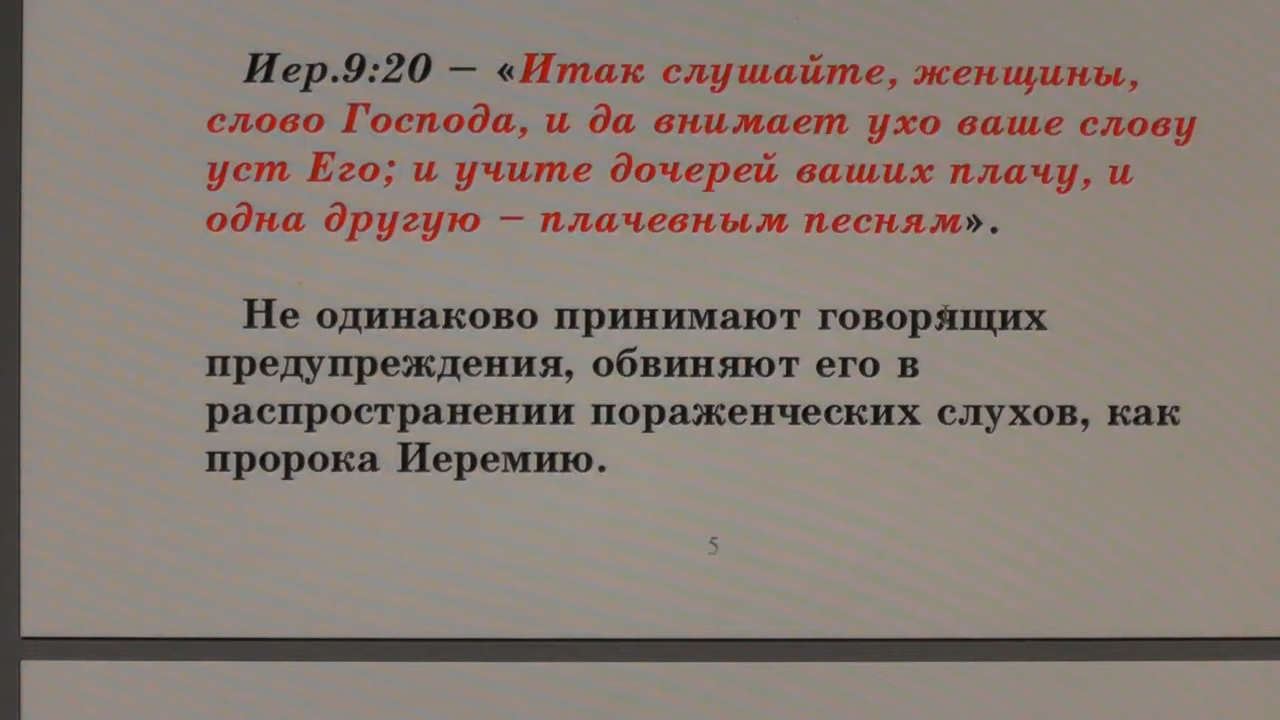 Иер.9:20 – «Итак слушайте, женщины,
слово Господа, и да внимает ухо ваше слову
уст Его; и учите дочерей ваших плачу, и
одна другую – плачевным песням».
Не одинаково принимают говорящих
предупреждения, обвиняют его в
распространении пораженческих слухов, как
пророка Иеремию.
5